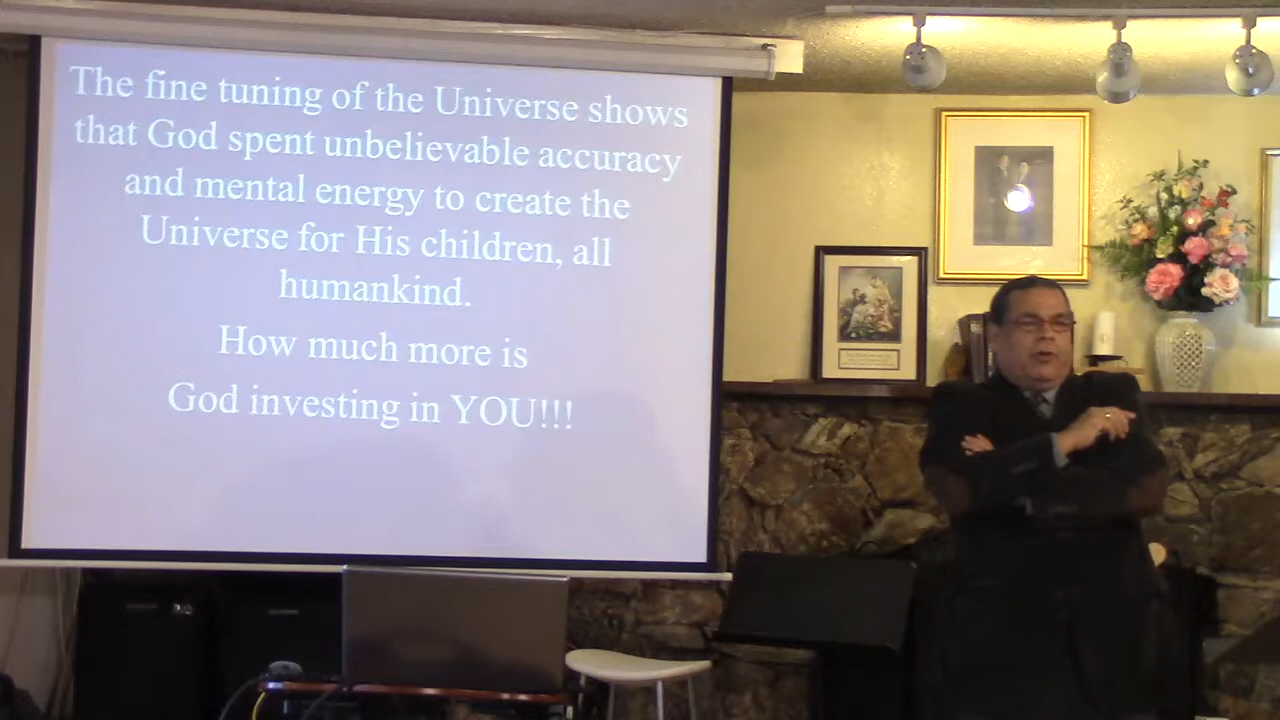 The fine tuning of the Universe shows
that God spent unbelievable accuracy
and mental energy to create the
Universe for His children, all
humankind.
How much more is
God investing in YOU!!!